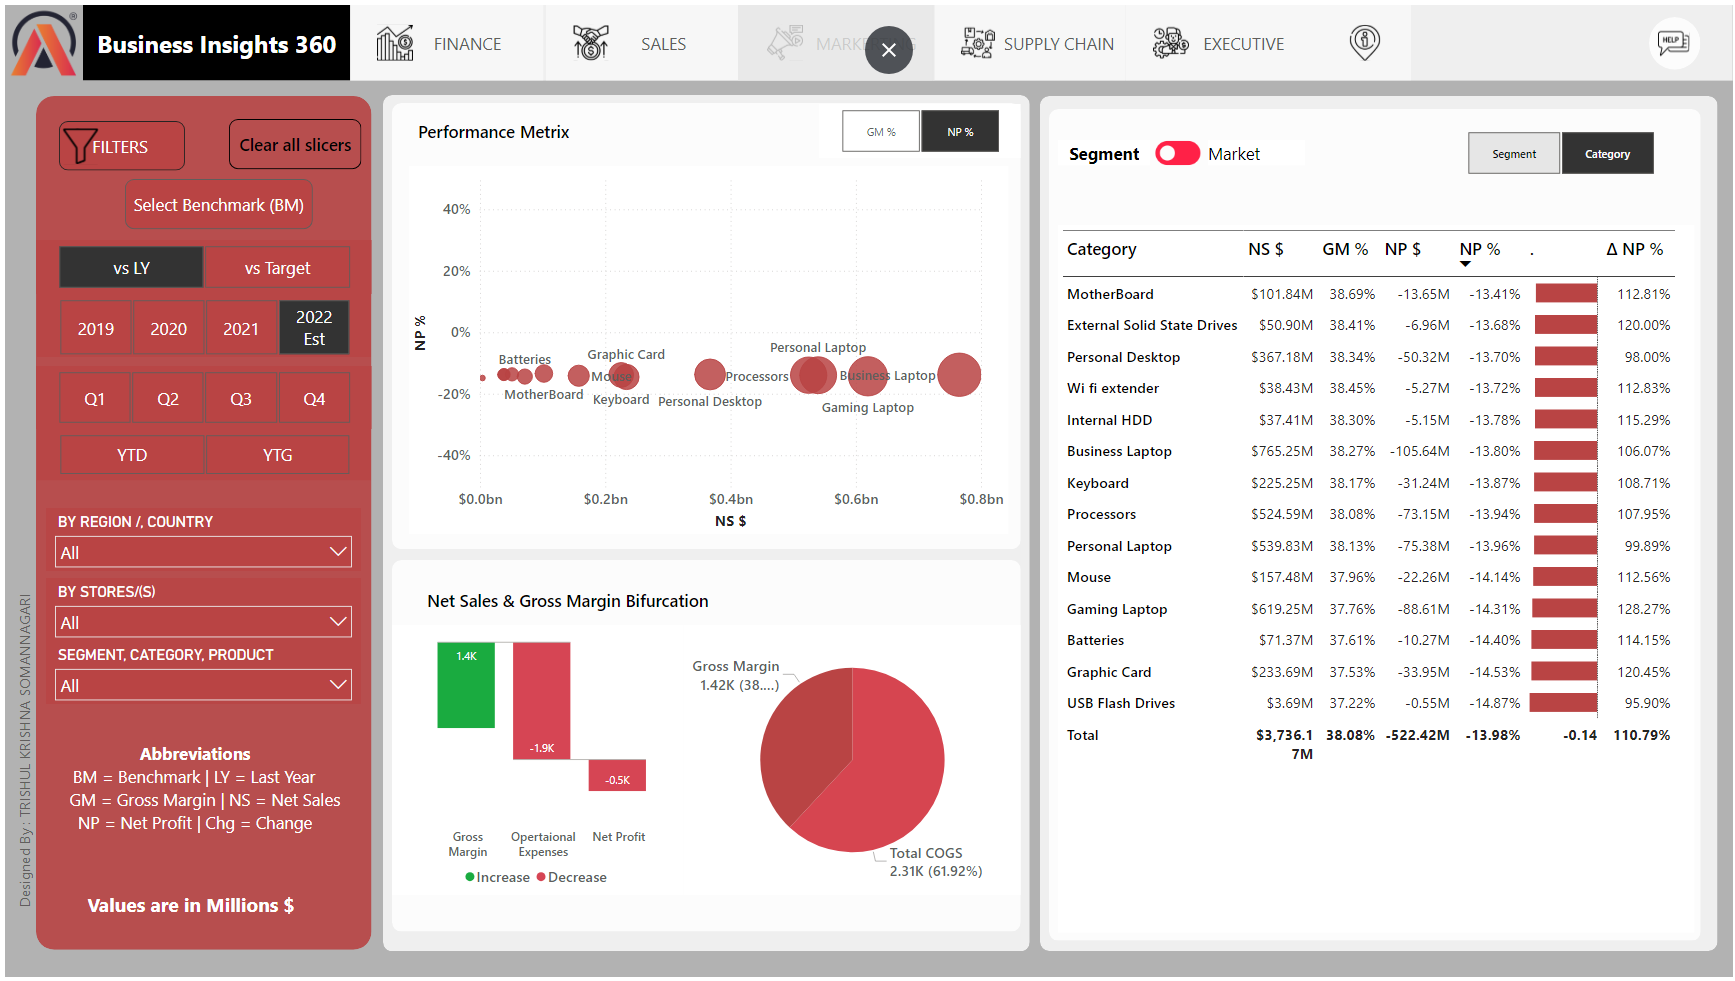 Business Insights 360
FINANCE
SALES
SUPPLY CHAIN
EXECUTIVE
HELP
FILTERS
Clear all slicers
Select Benchmark (BM)
vs LY
vs Target
2019
2020
2021
2022
Est
Q1
Q2
Q3
Q4
YTD
YTG
BY REGION /, COUNTRY
All
BY STORES/(S)
All
SEGMENT, CATEGORY, PRODUCT
All
Abbreviations
BM = Benchmark | LY = Last Year
GM = Gross Margin | NS = Net Sales
NP = Net Profit | Chg = Change
Values are in Millions $
Designed By : TRISHUL KRISHNA SOMANNAGARI
Performance Metrix
GM %
NP %
NP %
40%
20%
0%
-20%
-40%
Batteries
MotherBoard
Graphic Card
Mouse
Keyboard
Personal Desktop
Processors
Personal Laptop
Business Laptop
Gaming Laptop
$0.0bn
$0.2bn
$0.4bn
$0.6bn
$0.8bn
NS $
Net Sales & Gross Margin Bifurcation
1.4K
-1.9K
-0.5K
Gross
Margin
Opertaional
Expenses
Net Profit
Increase
Decrease
Gross Margin
1.42K (38....)
Total COGS
2.31K (61.92%)
Segment
Market
Segment
Category
Category NS $ GM % NP $ NP % . Δ NP %
MotherBoard $101.84M 38.69% -13.65M -13.41% 112.81%
External Solid State Drives $50.90M 38.41% -6.96M -13.68% 120.00%
Personal Desktop $367.18M 38.34% -50.32M -13.70% 98.00%
Wi fi extender $38.43M 38.45% -5.27M -13.72% 112.83%
Internal HDD $37.41M 38.30% -5.15M -13.78% 115.29%
Business Laptop $765.25M 38.27% -105.64M -13.80% 106.07%
Keyboard $225.25M 38.17% -31.24M -13.87% 108.71%
Processors $524.59M 38.08% -73.15M -13.94% 107.95%
Personal Laptop $539.83M 38.13% -75.38M -13.96% 99.89%
Mouse $157.48M 37.96% -22.26M -14.14% 112.56%
Gaming Laptop $619.25M 37.76% -88.61M -14.31% 128.27%
Batteries $71.37M 37.61% -10.27M -14.40% 114.15%
Graphic Card $233.69M 37.53% -33.95M -14.53% 120.45%
USB Flash Drives $3.69M 37.22% -0.55M -14.87% 95.90%
Total $3,736.1 38.08% -522.42M -13.98% -0.14 110.79%
7M